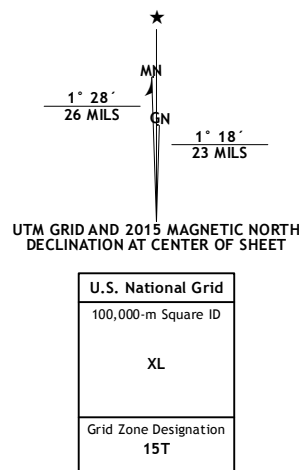 ★
MN
1° 28´
26 MILS
GN
1° 18´
23 MILS
UTM GRID AND 2015 MAGNETIC NORTH
DECLINATION AT CENTER OF SHEET
U.S. National Grid
100,000-m Square ID
XL
Grid Zone Designation
15T